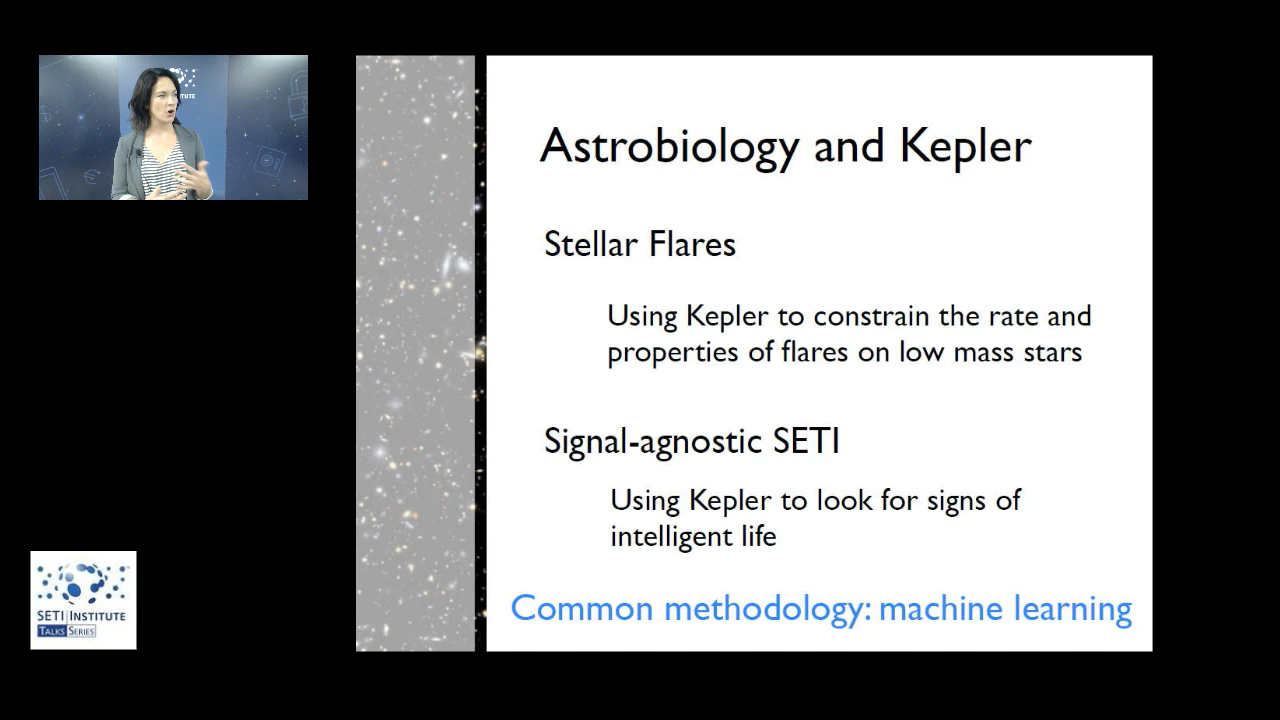 TUTE
Astrobiology and Kepler
Stellar Flares
Using Kepler to constrain the rate and
properties of flares on low mass stars
Signal-agnostic SETI
Using Kepler to look for signs of
intelligent life
Common methodology: machine learning
SETI INSTITUTE
TALKS SERIES